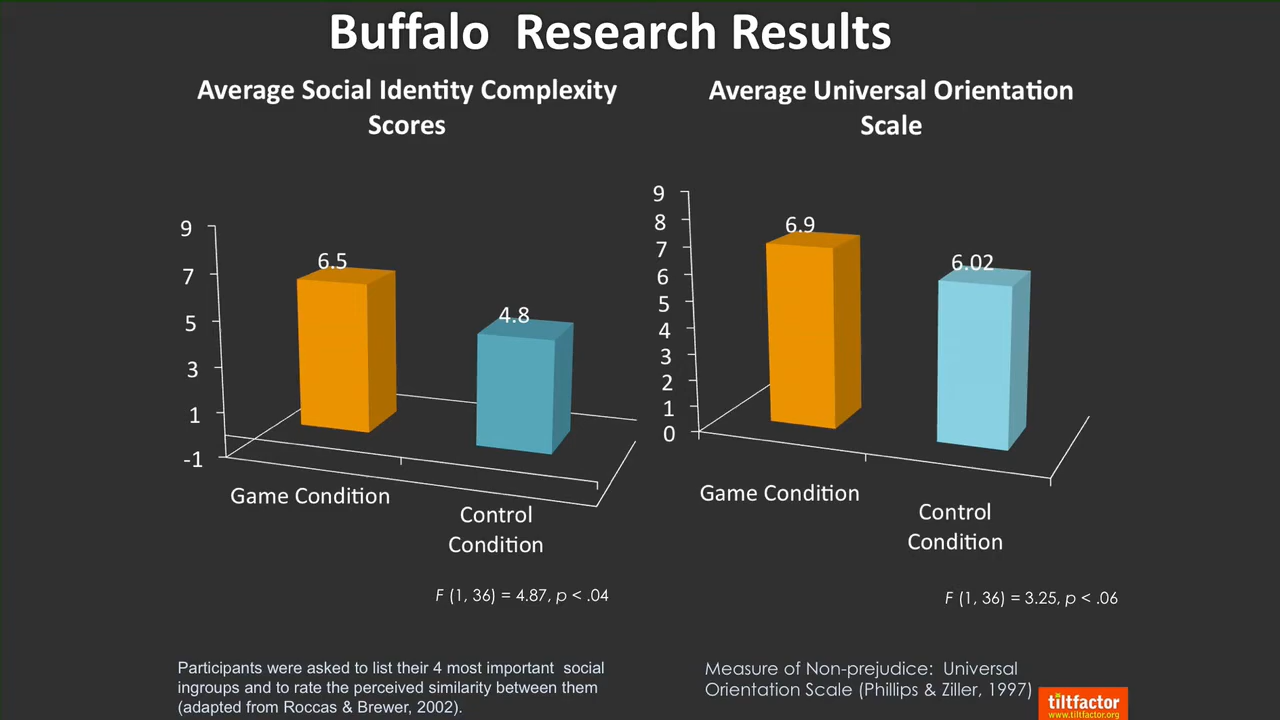 Buffalo  Research Results
Average Social Identity Complexity
Scores
9
7
5
3
1
-1
6.5
4.8
Game Condition
Control
Condition
F (1, 36) = 4.87, p < .04
Participants were asked to list their 4 most important  social
ingroups and to rate the perceived similarity between them
(adapted from Roccas & Brewer, 2002).
Average Universal Orientation
Scale
9
8
7
6
5
4
3
2
1
0
6.9
6.02
Game Condition
Control
Condition
F (1, 36) = 3.25, p < .06
Measure of Non-prejudice:  Universal
Orientation Scale (Phillips & Ziller, 1997)
tiltfactor
www.tiltfactor.org